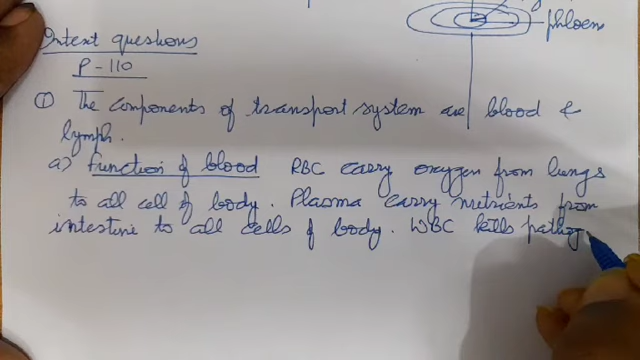 phloem
Intext questions
P-110
① The components of transport system are blood &
lymph.
a) Function of blood RBC carry oxygen from lungs
to all cell of body. Plasma carry nutrients from
intestine to all cells of body. WBC kills pathog